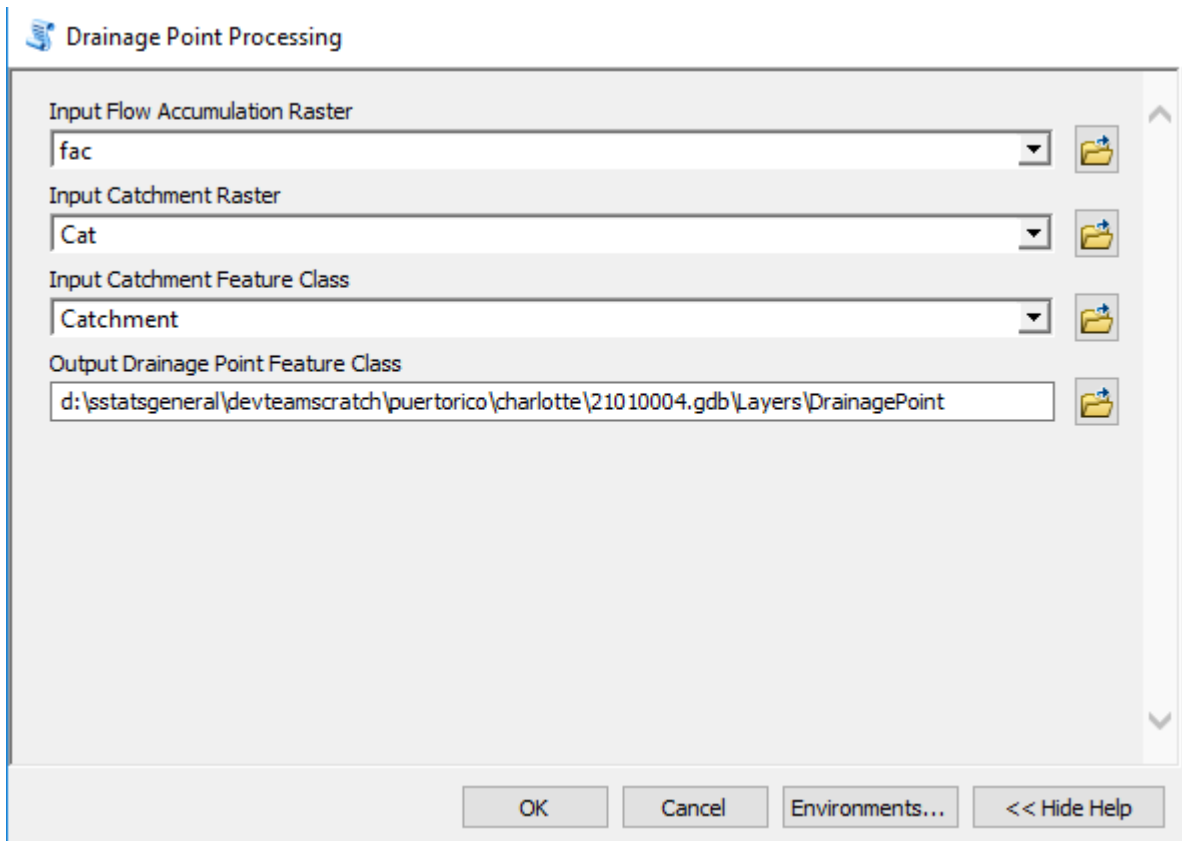 Drainage Point Processing
Input Flow Accumulation Raster
fac
Input Catchment Raster
Cat
Input Catchment Feature Class
Catchment
Output Drainage Point Feature Class
d:\sstatsgeneral\devteamscratch\puertorico\charlotte\21010004.gdb\Layers\DrainagePoint
OK Cancel Environments... << Hide Help